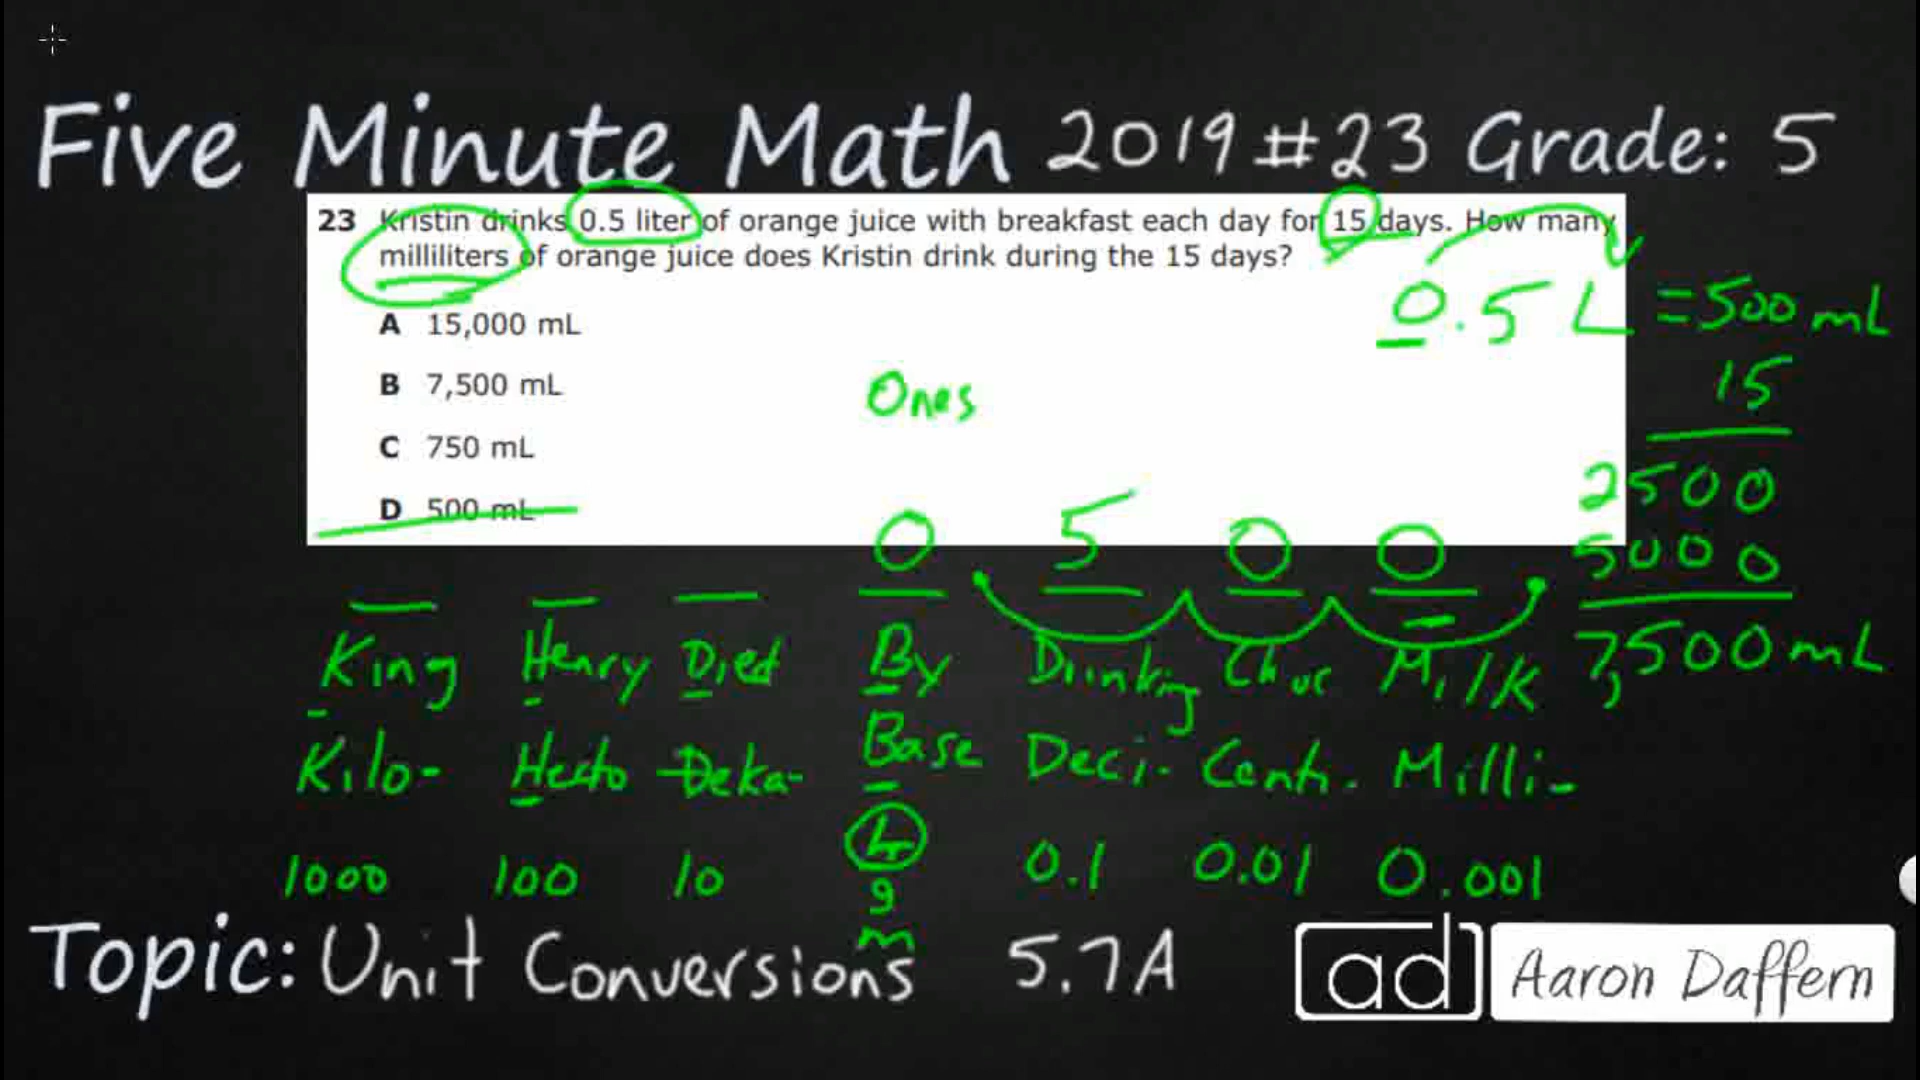 Five Minute Math 2019 #23 Grade: 5
23 Kristin drinks 0.5 liter of orange juice with breakfast each day for 15 days. How many
milliliters of orange juice does Kristin drink during the 15 days?
0.5 L = 500 mL
A 15,000 mL
15
B 7,500 mL
Ones
C 750 mL
2500
D 500 mL
0 . 5 0 0 .
5000
King Henry Died By Drinking Choc Milk
7,500 mL
Kilo- Hecto Deka- Base Deci- Centi- Milli-
L
1000 100 10 0.1 0.01 0.001
g
m
Topic: Unit Conversions 5.7A
ad Aaron Daffern